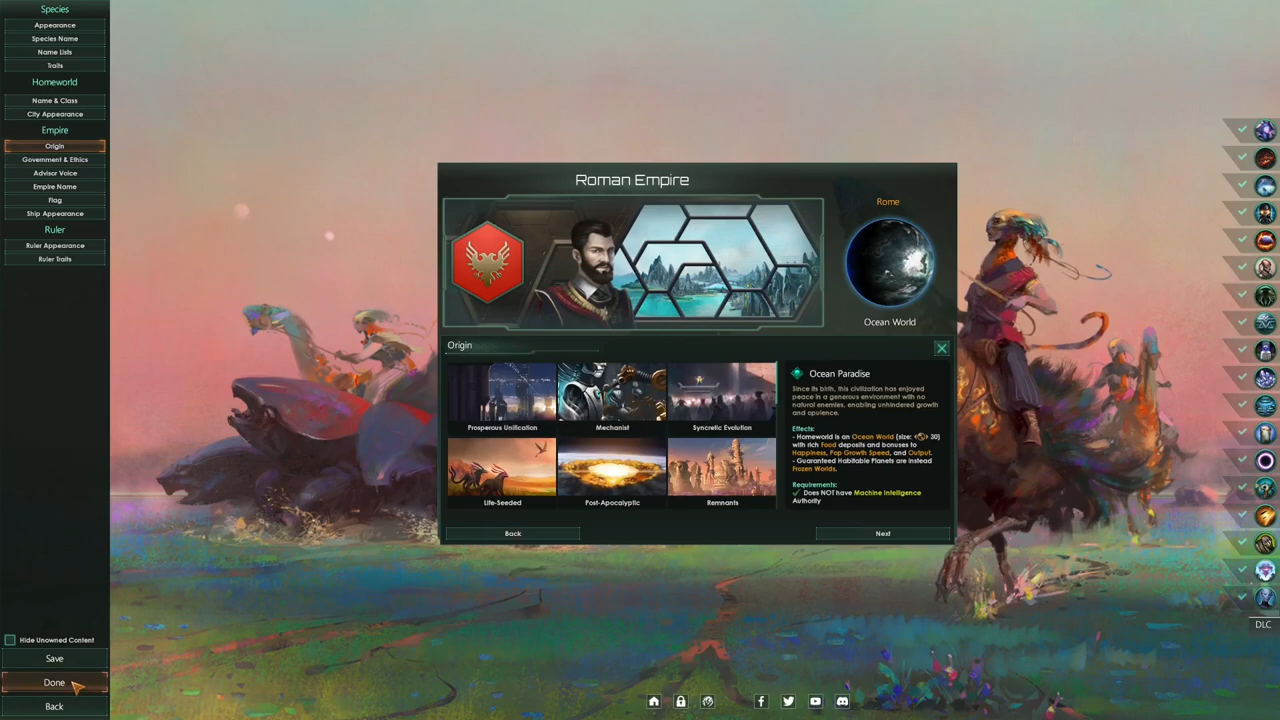 Species
Appearance
Species Name
Name Lists
Traits
Homeworld
Name & Class
City Appearance
Empire
Origin
Government & Ethics
Advisor Voice
Empire Name
Flag
Ship Appearance
Ruler
Ruler Appearance
Ruler Traits
Hide Unowned Content
Save
Done
Back
Roman Empire
Rome
Ocean World
Origin
Prosperous Unification
Mechanist
Syncretic Evolution
Life-Seeded
Post-Apocalyptic
Remnants
Back
Next
Ocean Paradise
Since its birth, this civilization has enjoyed
peace in a generous environment with no
natural enemies, enabling unhindered growth
and opulence.
Effects:
- Homeworld is an Ocean World (size: 30)
with rich Food deposits and bonuses to
Happiness, Pop Growth Speed, and Output.
- Guaranteed Habitable Planets are instead
Frozen Worlds.
Requirements:
Does NOT have Machine Intelligence
Authority
DLC